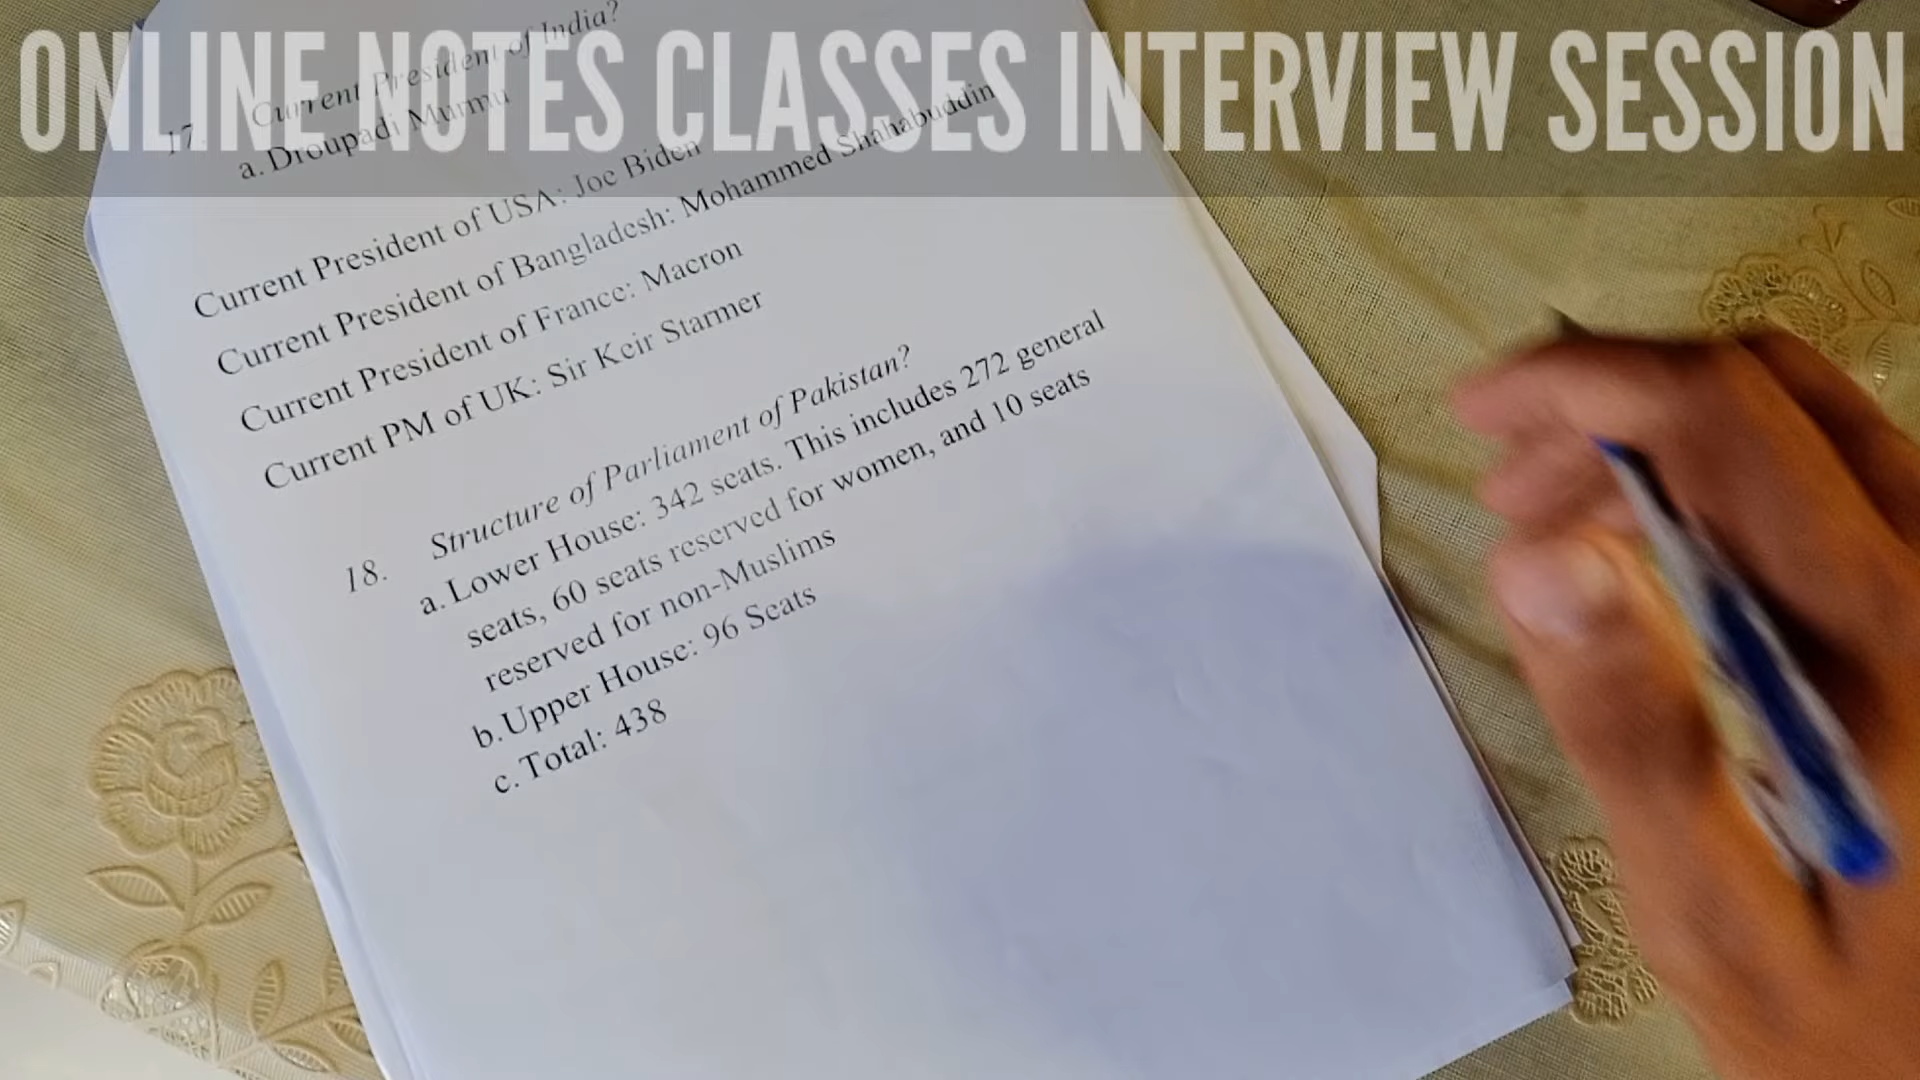 ONLINE NOTES CLASSES INTERVIEW SESSION
17. Current President of India?
a. Droupadi Murmu
Current President of USA: Joe Biden
Current President of Bangladesh: Mohammed Shahabuddin
Current President of France: Macron
Current PM of UK: Sir Keir Starmer
18. Structure of Parliament of Pakistan?
a. Lower House: 342 seats. This includes 272 general
seats, 60 seats reserved for women, and 10 seats
reserved for non-Muslims
b. Upper House: 96 Seats
c. Total: 438